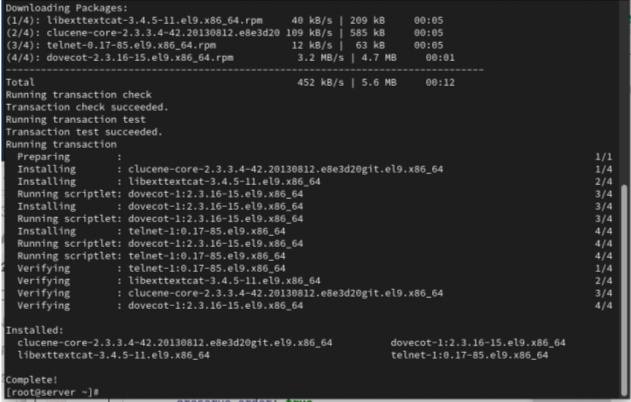 Downloading Packages:
(1/4): libexttextcat-3.4.5-11.el9.x86_64.rpm 40 kB/s | 209 kB 00:05
(2/4): clucene-core-2.3.3.4-42.20130812.e8e3d20 109 kB/s | 585 kB 00:05
(3/4): telnet-0.17-85.el9.x86_64.rpm 12 kB/s | 63 kB 00:05
(4/4): dovecot-2.3.16-15.el9.x86_64.rpm 3.2 MB/s | 4.7 MB 00:01
--------------------------------------------------------------------------------
Total 452 kB/s | 5.6 MB 00:12
Running transaction check
Transaction check succeeded.
Running transaction test
Transaction test succeeded.
Running transaction
Preparing : 1/1
Installing : clucene-core-2.3.3.4-42.20130812.e8e3d20git.el9.x86_64 1/4
Installing : libexttextcat-3.4.5-11.el9.x86_64 2/4
Running scriptlet: dovecot-1:2.3.16-15.el9.x86_64 3/4
Installing : dovecot-1:2.3.16-15.el9.x86_64 3/4
Running scriptlet: dovecot-1:2.3.16-15.el9.x86_64 3/4
Installing : telnet-1:0.17-85.el9.x86_64 4/4
Running scriptlet: dovecot-1:2.3.16-15.el9.x86_64 4/4
Running scriptlet: telnet-1:0.17-85.el9.x86_64 4/4
Verifying : telnet-1:0.17-85.el9.x86_64 1/4
Verifying : libexttextcat-3.4.5-11.el9.x86_64 2/4
Verifying : clucene-core-2.3.3.4-42.20130812.e8e3d20git.el9.x86_64 3/4
Verifying : dovecot-1:2.3.16-15.el9.x86_64 4/4
Installed:
clucene-core-2.3.3.4-42.20130812.e8e3d20git.el9.x86_64 dovecot-1:2.3.16-15.el9.x86_64
libexttextcat-3.4.5-11.el9.x86_64 telnet-1:0.17-85.el9.x86_64
Complete!
[root@server ~]#